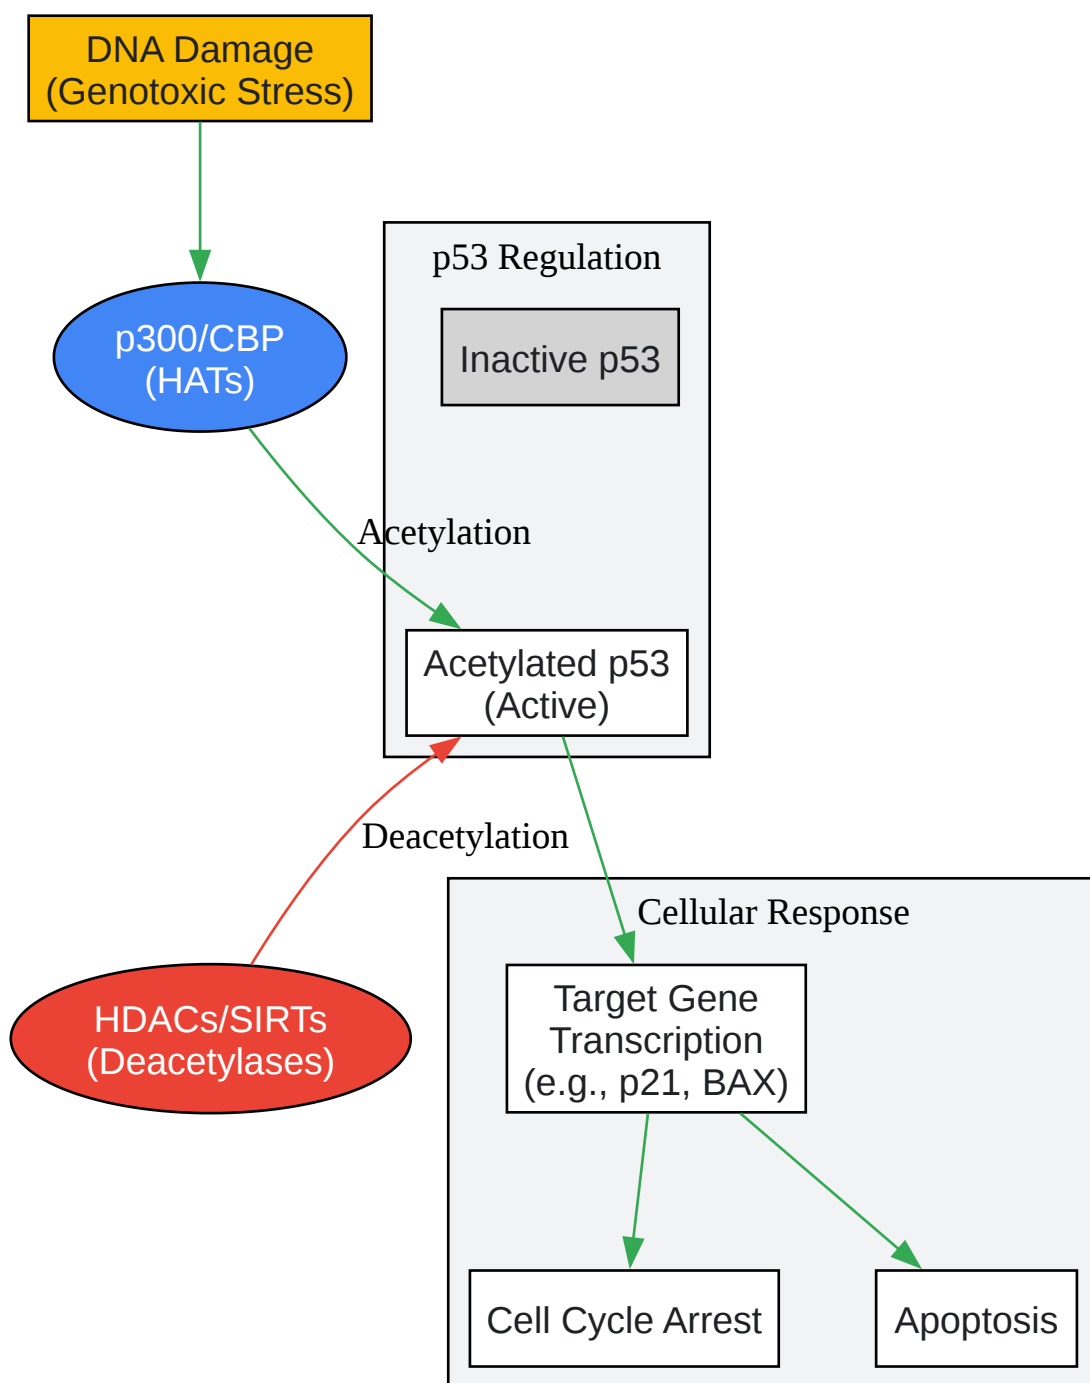 DNA Damage
(Genotoxic Stress)
p53 Regulation
p300/CBP
(HATs)
Inactive p53
Acetylation
Acetylated p53
(Active)
Deacetylation
Cellular Response
HDACs/SIRTs
(Deacetylases)
Target Gene
Transcription
(e.g., p21, BAX)
Cell Cycle Arrest
Apoptosis